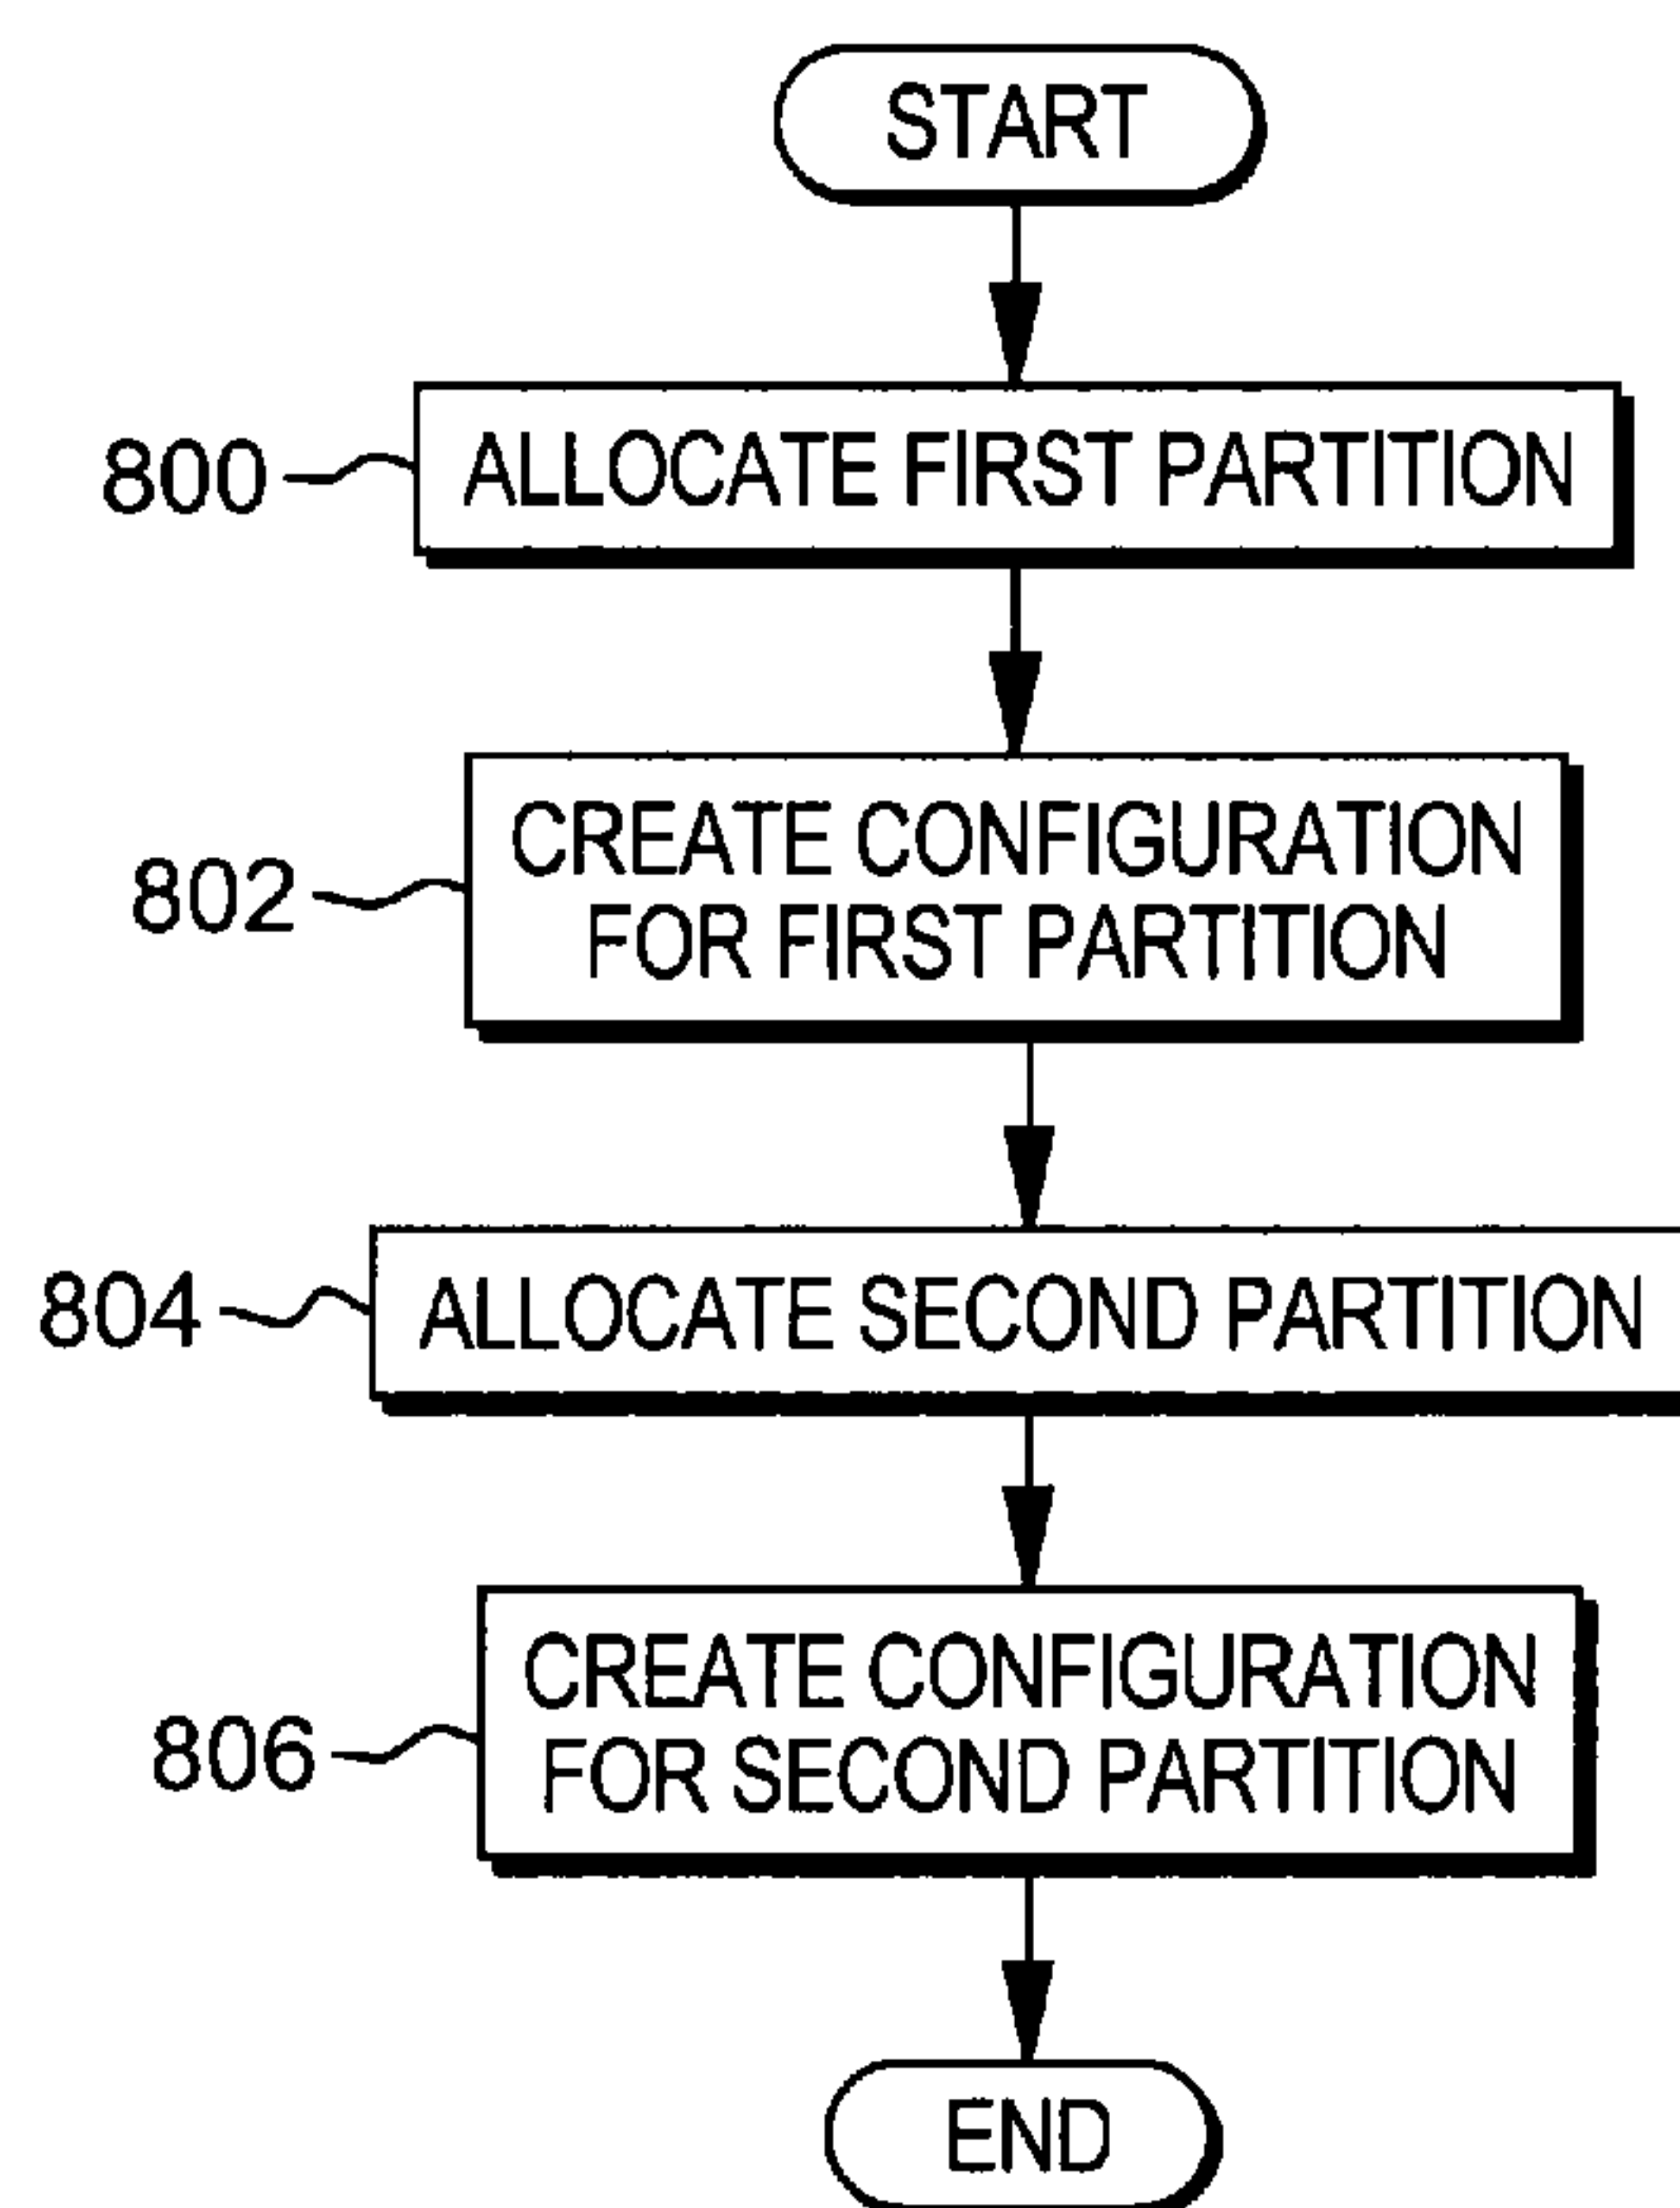 START
800
ALLOCATE FIRST PARTITION
802
CREATE CONFIGURATION
FOR FIRST PARTITION
804
ALLOCATE SECOND PARTITION
806
CREATE CONFIGURATION
FOR SECOND PARTITION
END